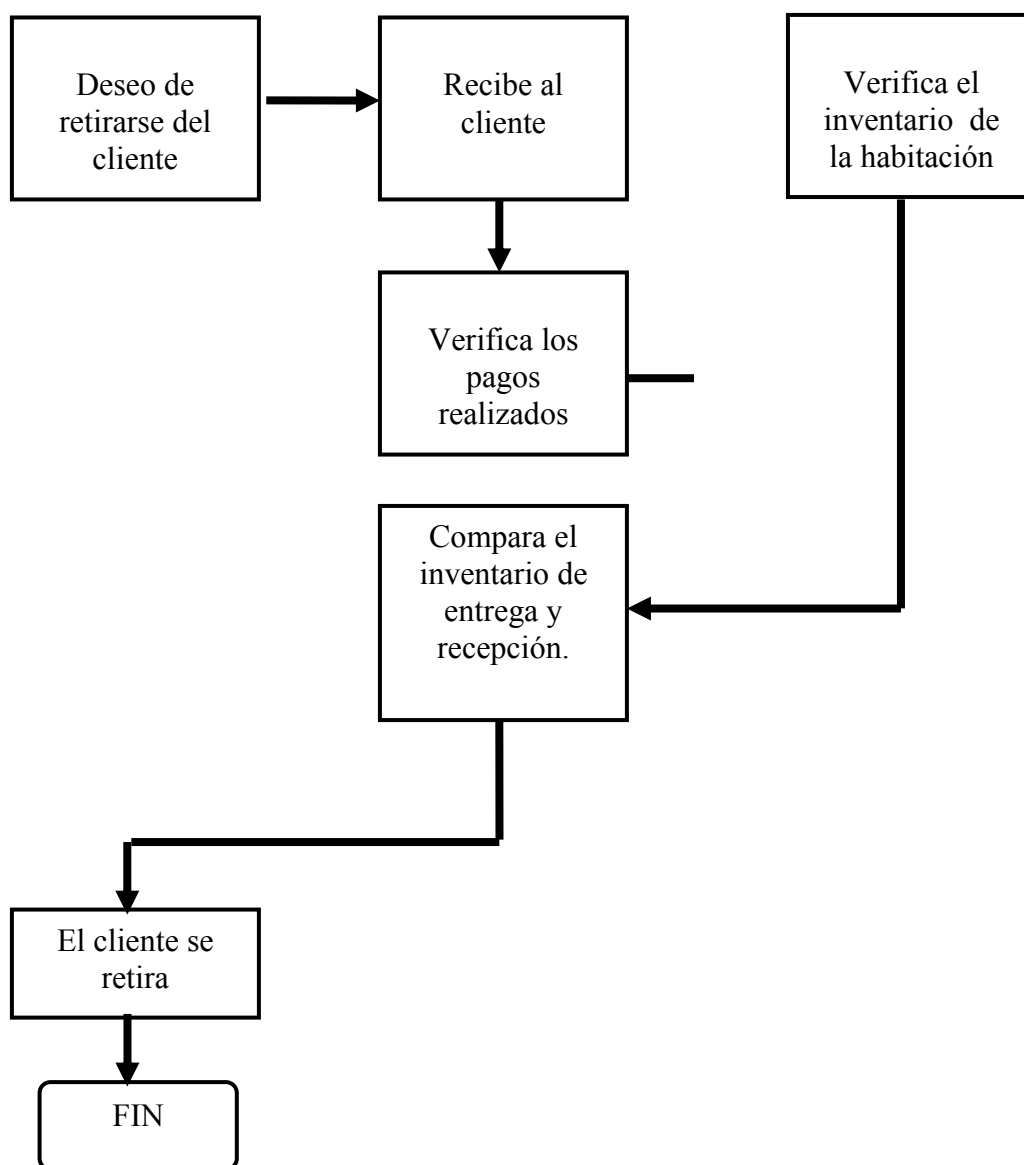 Deseo de
retirarse del
cliente
Recibe al
cliente
Verifica el
inventario de
la habitación
Verifica los
pagos
realizados
Compara el
inventario de
entrega y
recepción.
El cliente se
retira
FIN